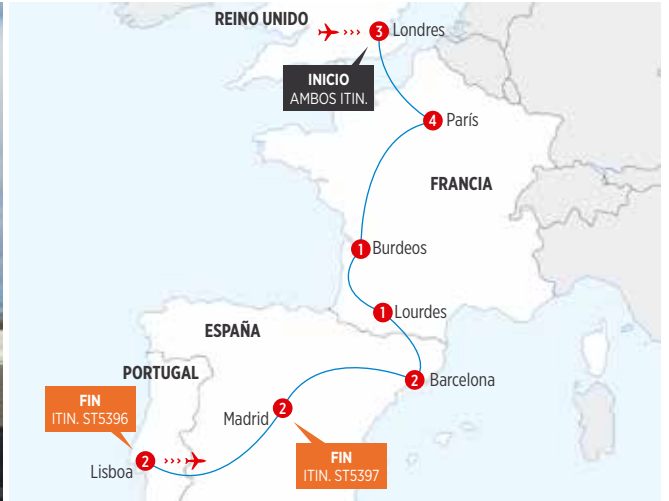 REINO UNIDO
3 Londres
INICIO
AMBOS ITIN.
4 París
FRANCIA
1 Burdeos
1 Lourdes
ESPAÑA
PORTUGAL
2 Barcelona
FIN
ITIN. ST5396
Madrid 2
FIN
ITIN. ST5397
Lisboa 2